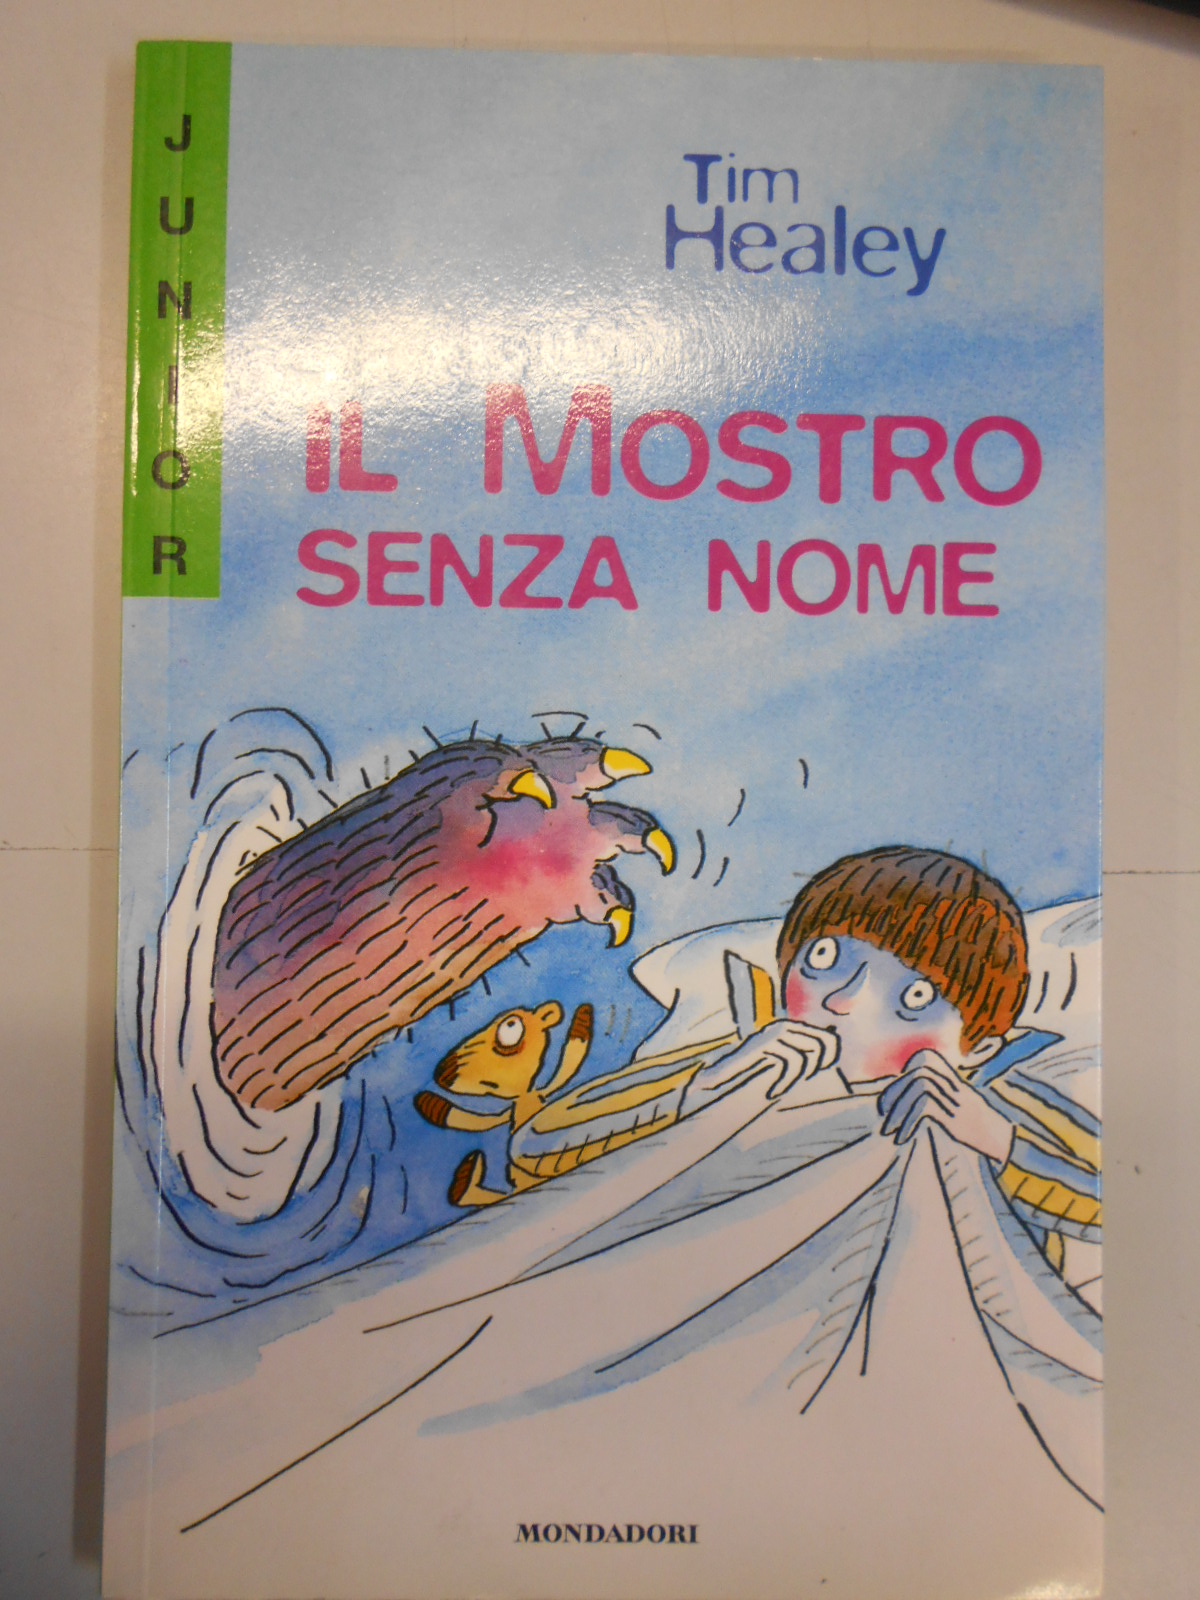 JUNIOR
Tim
Healey
IL MOSTRO
SENZA NOME
MONDADORI